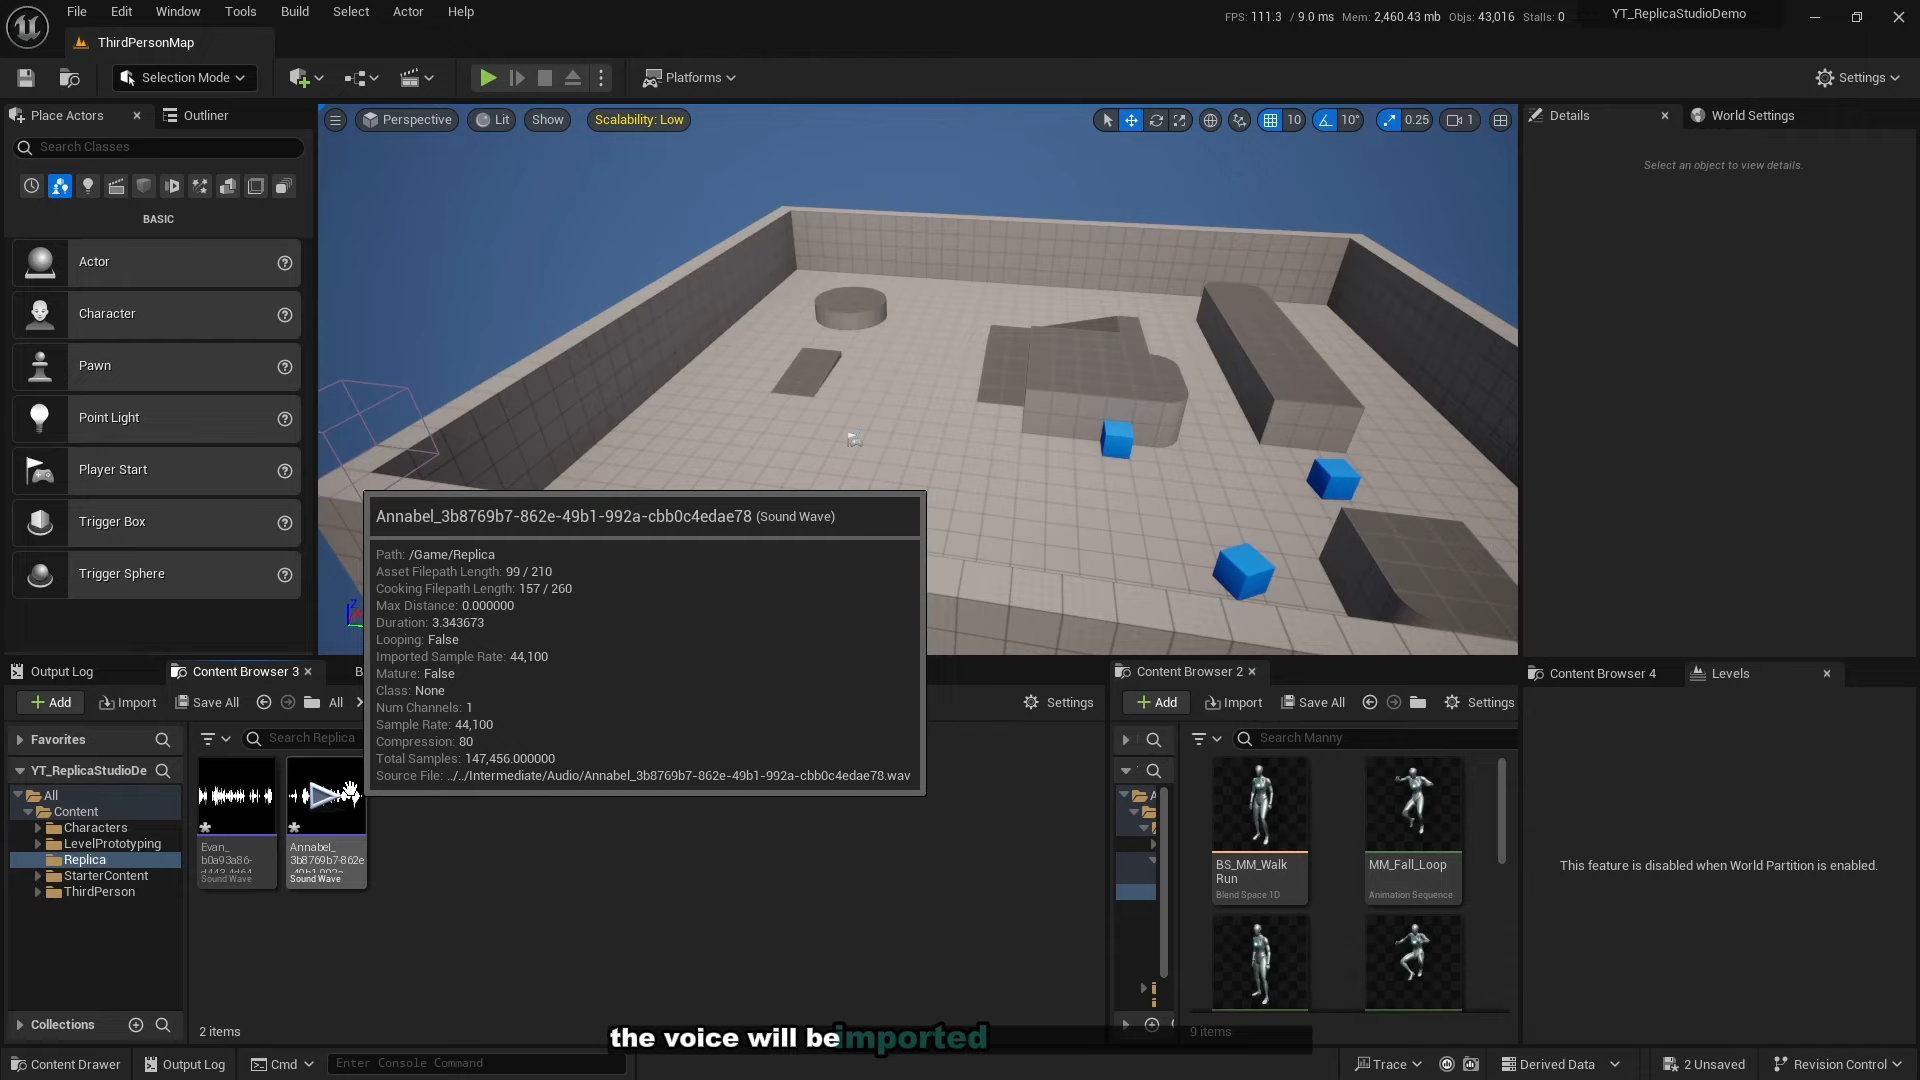 File Edit Window Tools Build Select Actor Help
FPS: 111.3 / 9.0 ms Mem: 2,460.43 mb Objs: 43,016 Stalls: 0
YT_ReplicaStudioDemo
ThirdPersonMap
Selection Mode
Platforms
Settings
Place Actors
Outliner
Search Classes
BASIC
Actor
Character
Pawn
Point Light
Player Start
Trigger Box
Trigger Sphere
Perspective
Lit
Show
Scalability: Low
10
10°
0.25
1
Details
World Settings
Select an object to view details.
Annabel_3b8769b7-862e-49b1-992a-cbb0c4edae78 (Sound Wave)
Path: /Game/Replica
Asset Filepath Length: 99 / 210
Cooking Filepath Length: 157 / 260
Max Distance: 0.000000
Duration: 3.343673
Looping: False
Imported Sample Rate: 44,100
Mature: False
Class: None
Num Channels: 1
Sample Rate: 44,100
Compression: 80
Total Samples: 147,456.000000
Source File: ../../Intermediate/Audio/Annabel_3b8769b7-862e-49b1-992a-cbb0c4edae78.wav
Output Log
Content Browser 3
B
Add
Import
Save All
All
Settings
Favorites
Search Replica
YT_ReplicaStudioDe
All
Content
Characters
LevelPrototyping
Replica
StarterContent
ThirdPerson
Collections
Evan_
b0a93a86-
Sound Wave
Annabel_
3b8769b7-862e
Sound Wave
2 items
Content Browser 2
Add
Import
Save All
Settings
Search Manny
A
BS_MM_Walk
Run
Blend Space 1D
MM_Fall_Loop
Animation Sequence
9 items
Content Browser 4
Levels
This feature is disabled when World Partition is enabled.
the voice will be imported
Content Drawer
Output Log
Cmd
Enter Console Command
Trace
Derived Data
2 Unsaved
Revision Control